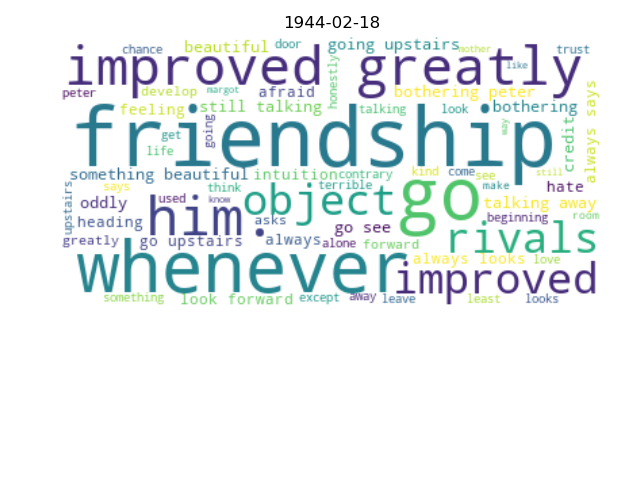 1944-02-18
chance beautiful door going upstairs mother trust
improved greatly like
peter develop margot afraid honestly bothering peter
feeling still talking talking look bothering always says
friendship
get going way credit
life
something beautiful intuition contrary kind come see still
upstairs says think terrible go make hate
oddly used know object talking away
heading him. asks go see beginning room
greatly go upstairs always alone forward rivals
whenever always looks love
improved
something look forward except away leave least looks